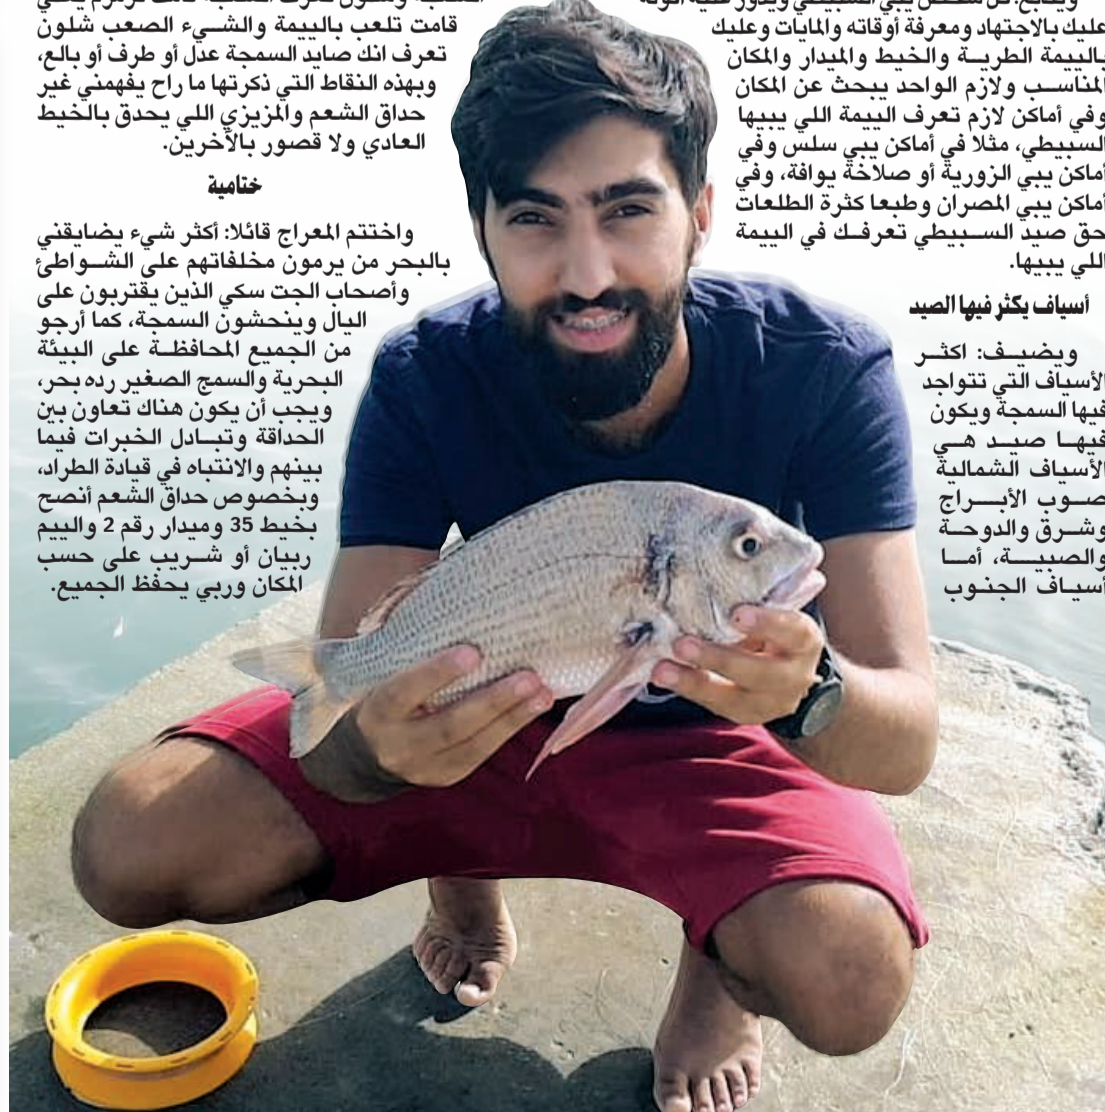 عليك بالاجتهاد ومعرفة أوقاته والمايات وعليك
بالييمة الطرية والخيط والميدار والمكان
المناسب ولازم الواحد يبحث عن المكان
وفي أماكن لازم تعرف الييمة اللي يبيها
السبيطي، مثلا في أماكن يبي سلس وفي
أماكن يبي الزورية أو صلاخة يوافة، وفي
أماكن يبي المصران وطبعا كثرة الطلعات
حق صيد السبيطي تعرفك في الييمة
اللي يبيها.
أسياف يكثر فيها الصيد
ويضيف: اكثر
الأسياف التي تتواجد
فيها السمجة ويكون
فيها صيد هي
الأسياف الشمالية
صوب الأبراج
وشرق والدوحة
والصبية، أما
أسياف الجنوب
قامت تلعب بالييمة والشيء الصعب شلون
تعرف انك صايد السمجة عدل أو طرف أو بالع،
وبهذه النقاط التي ذكرتها ما راح يفهمني غير
حداق الشعم والمزيزي اللي يحدق بالخيط
العادي ولا قصور بالآخرين.
ختامية
واختتم المعراج قائلا: أكثر شيء يضايقني
بالبحر من يرمون مخلفاتهم على الشواطئ
وأصحاب الجت سكي الذين يقتربون على
اليال وينحشون السمجة، كما أرجو
من الجميع المحافظة على البيئة
البحرية والسمج الصغير رده بحر،
ويجب أن يكون هناك تعاون بين
الحداقة وتبادل الخبرات فيما
بينهم والانتباه في قيادة الطراد،
وبخصوص حداق الشعم أنصح
بخيط 35 وميدار رقم 2 والييم
ربيان أو شريب على حسب
المكان وربي يحفظ الجميع.